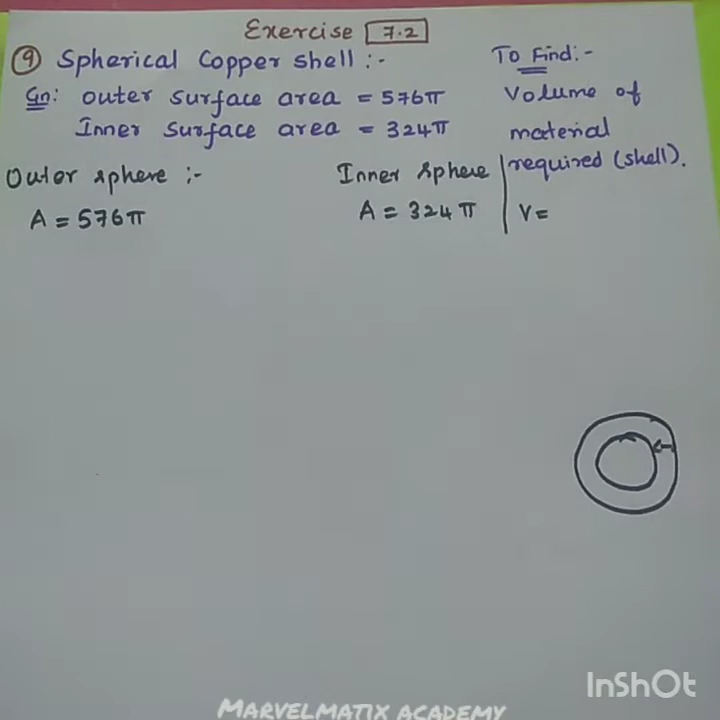 Exercise 7.2
9 Spherical Copper shell :-
Gn: outer surface area = 576π
Inner surface area = 324π
To Find:-
Volume of
material
required (shell).
Outer sphere :-
A = 576π
Inner sphere
A = 324π
V =
InShOt
MARVELMATIX ACADEMY